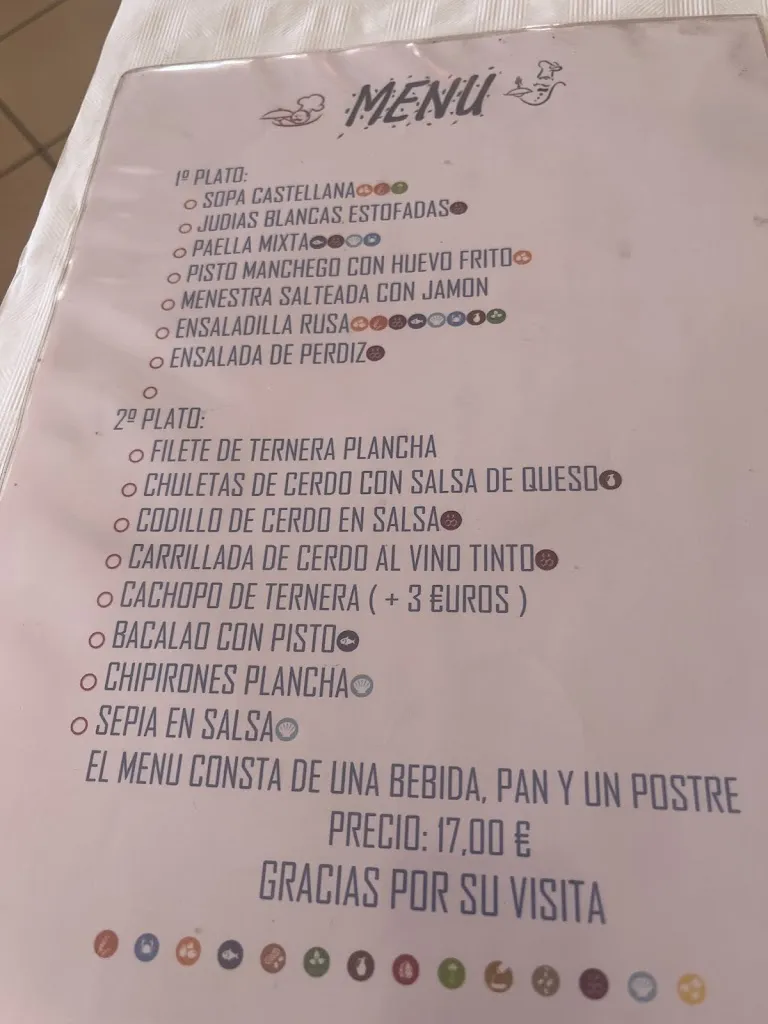 MENU
1º PLATO:
SOPA CASTELLANA
JUDIAS BLANCAS ESTOFADAS
PAELLA MIXTA
PISTO MANCHEGO CON HUEVO FRITO
MENESTRA SALTEADA CON JAMON
ENSALADILLA RUSA
ENSALADA DE PERDIZ
2º PLATO:
FILETE DE TERNERA PLANCHA
CHULETAS DE CERDO CON SALSA DE QUESO
CODILLO DE CERDO EN SALSA
CARRILLADA DE CERDO AL VINO TINTO
CACHOPO DE TERNERA ( + 3 €UROS )
BACALAO CON PISTO
CHIPIRONES PLANCHA
SEPIA EN SALSA
EL MENU CONSTA DE UNA BEBIDA, PAN Y UN POSTRE
PRECIO: 17,00 €
GRACIAS POR SU VISITA